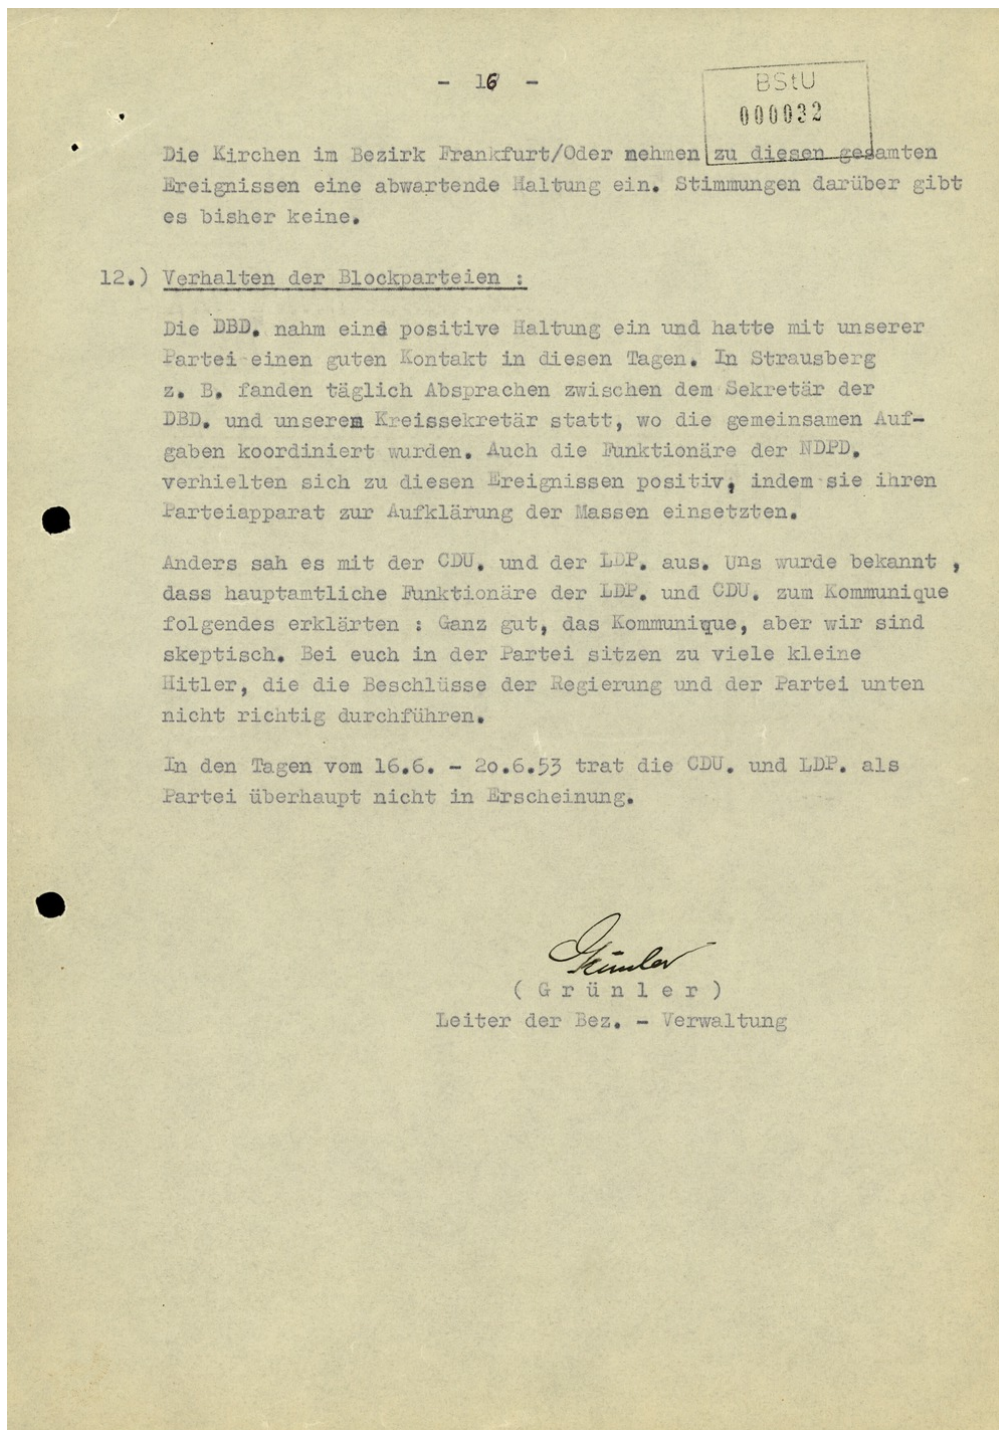 - 16 -
BStU
000032
Die Kirchen im Bezirk Frankfurt/Oder nehmen zu diesen gesamten
Ereignissen eine abwartende Haltung ein. Stimmungen darüber gibt
es bisher keine.
12.) Verhalten der Blockparteien :
Die DBD. nahm eine positive Haltung ein und hatte mit unserer
Partei einen guten Kontakt in diesen Tagen. In Strausberg
z. B. fanden täglich Absprachen zwischen dem Sekretär der
DBD. und unserem Kreissekretär statt, wo die gemeinsamen Auf-
gaben koordiniert wurden. Auch die Funktionäre der NDPD.
verhielten sich zu diesen Ereignissen positiv, indem sie ihren
Parteiapparat zur Aufklärung der Massen einsetzten.
Anders sah es mit der CDU. und der LDP. aus. Uns wurde bekannt ,
dass hauptamtliche Funktionäre der LDP. und CDU. zum Kommunique
folgendes erklärten : Ganz gut, das Kommunique, aber wir sind
skeptisch. Bei euch in der Partei sitzen zu viele kleine
Hitler, die die Beschlüsse der Regierung und der Partei unten
nicht richtig durchführen.
In den Tagen vom 16.6. - 20.6.53 trat die CDU. und LDP. als
Partei überhaupt nicht in Erscheinung.
Grünler
( G r ü n l e r )
Leiter der Bez. - Verwaltung